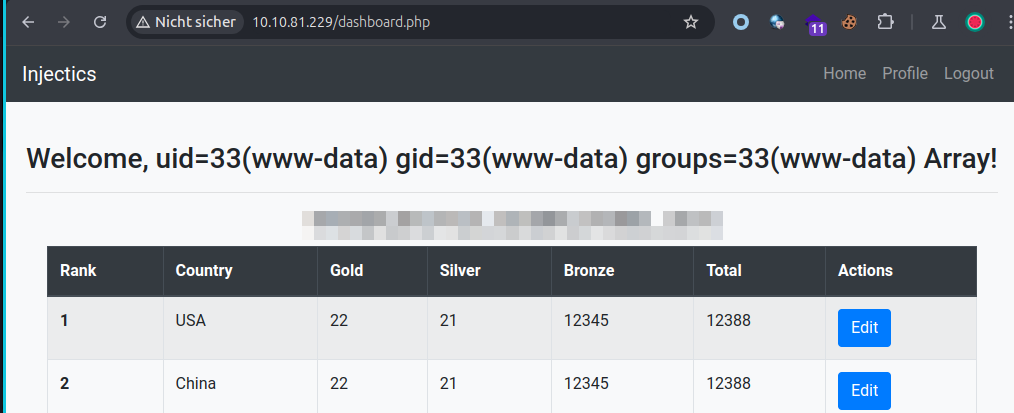 Nicht sicher 10.10.81.229/dashboard.php 11
Injectics Home Profile Logout
Welcome, uid=33(www-data) gid=33(www-data) groups=33(www-data) Array!
Rank Country Gold Silver Bronze Total Actions
1 USA 22 21 12345 12388 Edit
2 China 22 21 12345 12388 Edit